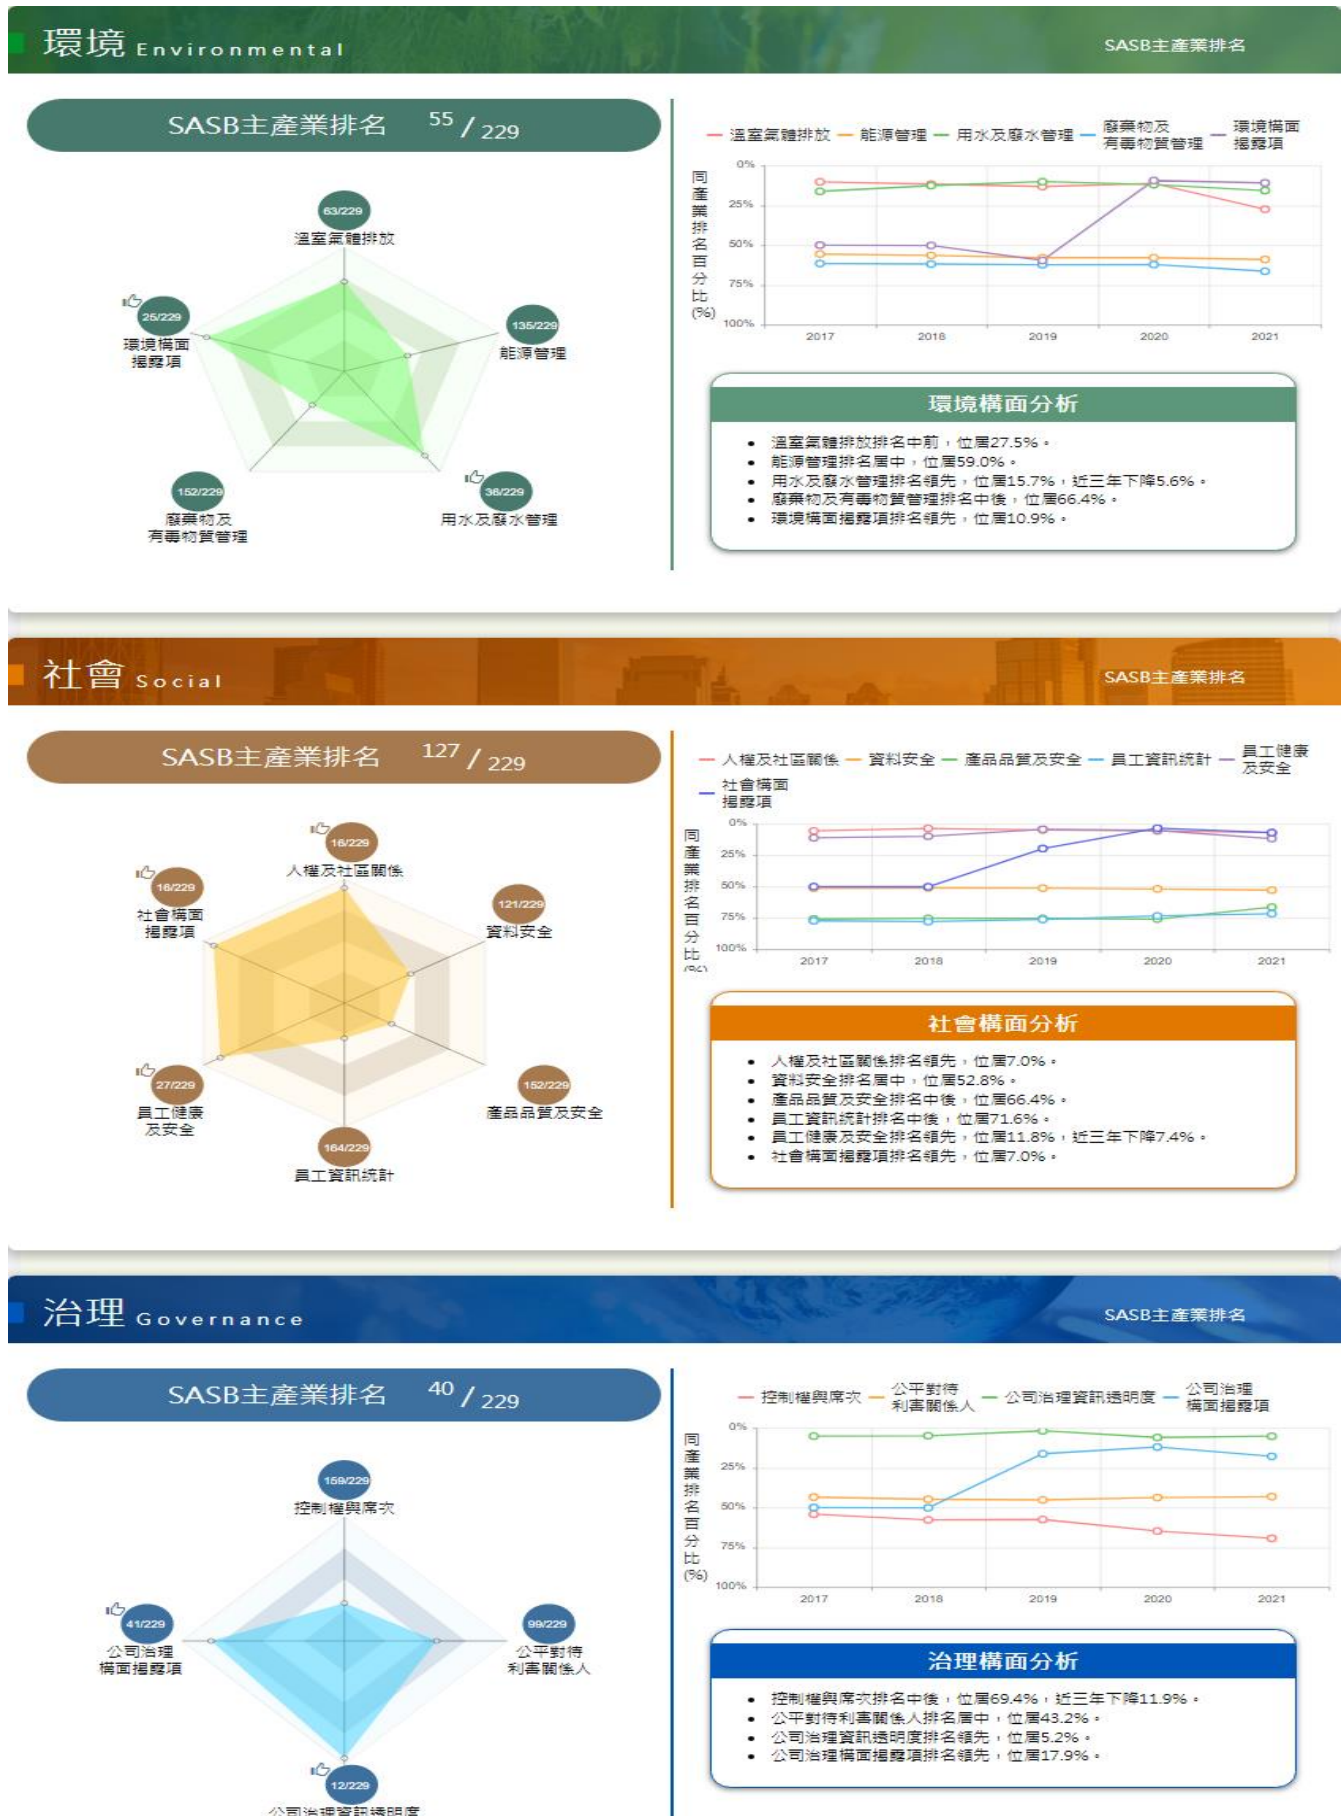 環境 Environmental
SASB主產業排名
SASB主產業排名 55 / 229
63/229
溫室氣體排放
25/229
環境構面
揭露項
135/229
能源管理
152/229
廢棄物及
有毒物質管理
36/229
用水及廢水管理
溫室氣體排放 能源管理 用水及廢水管理 廢棄物及有毒物質管理 環境構面揭露項
同產業排名百分比(%)
0%
25%
50%
75%
100%
2017 2018 2019 2020 2021
環境構面分析
• 溫室氣體排放排名中前，位居27.5%。
• 能源管理排名居中，位居59.0%。
• 用水及廢水管理排名領先，位居15.7%，近三年下降5.6%。
• 廢棄物及有毒物質管理排名中後，位居66.4%。
• 環境構面揭露項排名領先，位居10.9%。
社會 Social
SASB主產業排名
SASB主產業排名 127 / 229
16/229
人權及社區關係
16/229
社會構面
揭露項
121/229
資料安全
27/229
員工健康
及安全
152/229
產品品質及安全
164/229
員工資訊統計
人權及社區關係 資料安全 產品品質及安全 員工資訊統計 員工健康及安全
社會構面揭露項
同產業排名百分比(%)
0%
25%
50%
75%
100%
2017 2018 2019 2020 2021
社會構面分析
• 人權及社區關係排名領先，位居7.0%。
• 資料安全排名居中，位居52.8%。
• 產品品質及安全排名中後，位居66.4%。
• 員工資訊統計排名中後，位居71.6%。
• 員工健康及安全排名領先，位居11.8%，近三年下降7.4%。
• 社會構面揭露項排名領先，位居7.0%。
治理 Governance
SASB主產業排名
SASB主產業排名 40 / 229
159/229
控制權與席次
41/229
公司治理
構面揭露項
99/229
公平對待
利害關係人
12/229
公司治理資訊透明度
控制權與席次 公平對待利害關係人 公司治理資訊透明度 公司治理構面揭露項
同產業排名百分比(%)
0%
25%
50%
75%
100%
2017 2018 2019 2020 2021
治理構面分析
• 控制權與席次排名中後，位居69.4%，近三年下降11.9%。
• 公平對待利害關係人排名居中，位居43.2%。
• 公司治理資訊透明度排名領先，位居5.2%。
• 公司治理構面揭露項排名領先，位居17.9%。